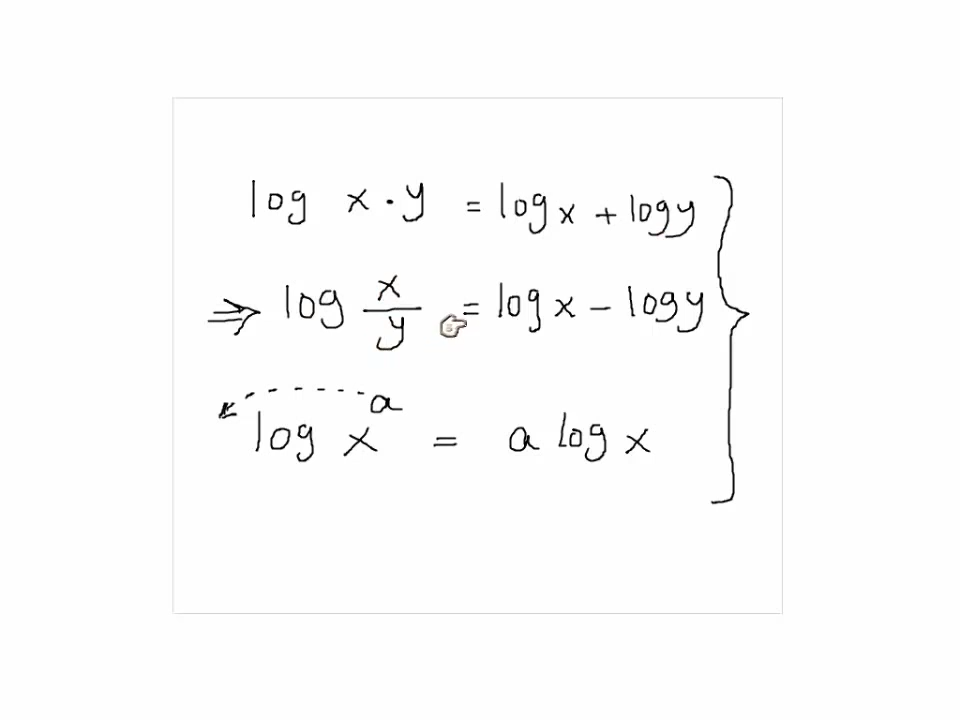 log x · y = log x + log y
⇒ log x/y = log x − log y
log x^a = a log x